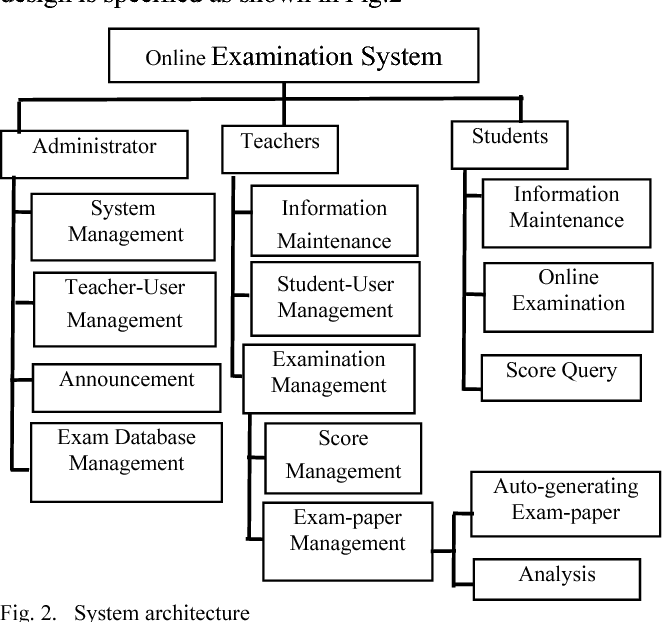 design is specified as shown in Fig.2
Online Examination System
Administrator
System
Management
Teacher-User
Management
Announcement
Exam Database
Management
Teachers
Information
Maintenance
Student-User
Management
Examination
Management
Score
Management
Exam-paper
Management
Auto-generating
Exam-paper
Analysis
Students
Information
Maintenance
Online
Examination
Score Query
Fig. 2. System architecture